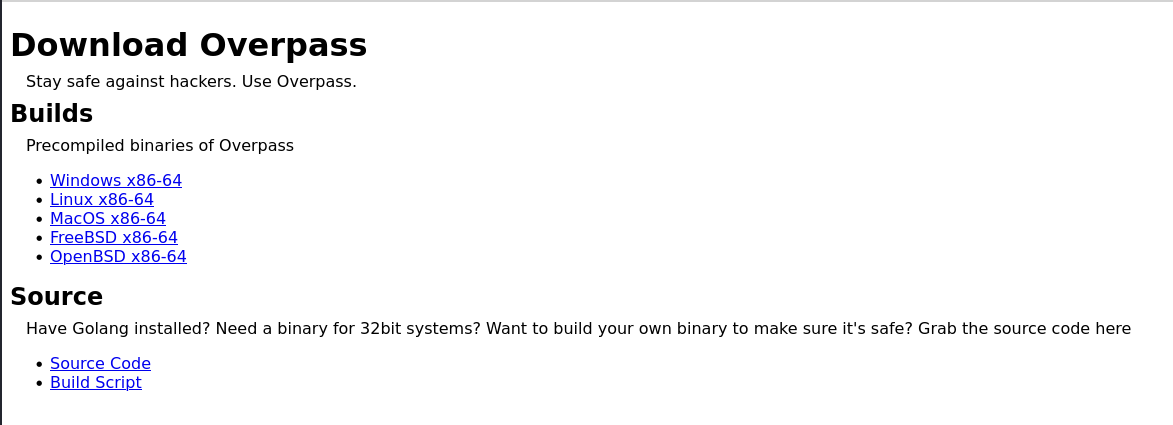 Download Overpass
Stay safe against hackers. Use Overpass.
Builds
Precompiled binaries of Overpass
• Windows x86-64
• Linux x86-64
• MacOS x86-64
• FreeBSD x86-64
• OpenBSD x86-64
Source
Have Golang installed? Need a binary for 32bit systems? Want to build your own binary to make sure it's safe? Grab the source code here
• Source Code
• Build Script